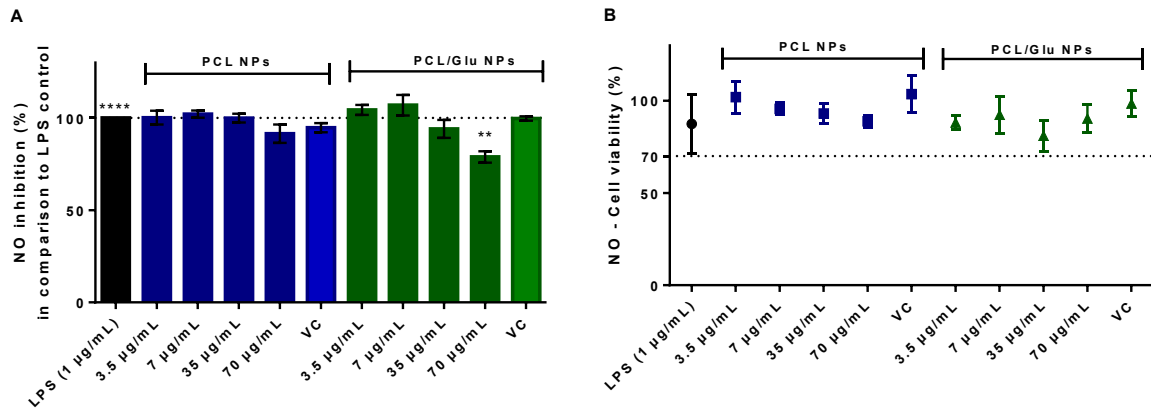 A
PCL NPs
PCL/Glu NPs
NO inhibition (%)
in comparison to LPS control
100
50
0
****
**
LPS (1 µg/mL)
3.5 µg/mL
7 µg/mL
35 µg/mL
70 µg/mL
VC
3.5 µg/mL
7 µg/mL
35 µg/mL
70 µg/mL
VC
B
PCL NPs
PCL/Glu NPs
NO - Cell viability (%)
100
70
50
0
LPS (1 µg/mL)
3.5 µg/mL
7 µg/mL
35 µg/mL
70 µg/mL
VC
3.5 µg/mL
7 µg/mL
35 µg/mL
70 µg/mL
VC